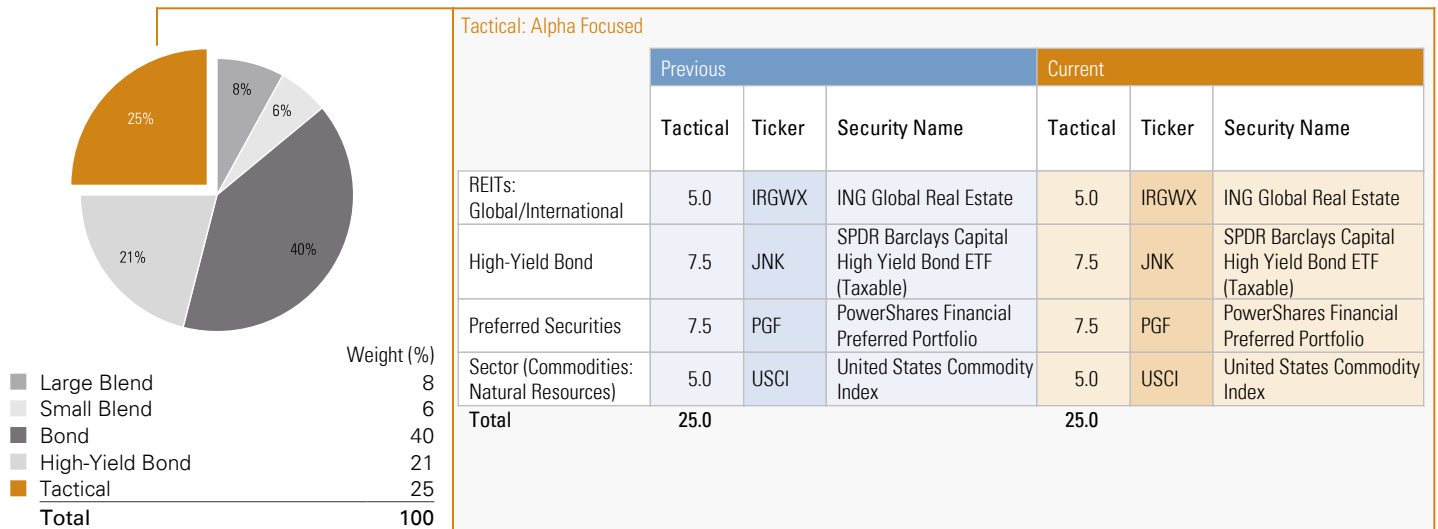 Tactical: Alpha Focused
Previous Current
Tactical Ticker Security Name Tactical Ticker Security Name
REITs:
Global/International 5.0 IRGWX ING Global Real Estate 5.0 IRGWX ING Global Real Estate
High-Yield Bond 7.5 JNK SPDR Barclays Capital
High Yield Bond ETF
(Taxable) 7.5 JNK SPDR Barclays Capital
High Yield Bond ETF
(Taxable)
Preferred Securities 7.5 PGF PowerShares Financial
Preferred Portfolio 7.5 PGF PowerShares Financial
Preferred Portfolio
Sector (Commodities:
Natural Resources) 5.0 USCI United States Commodity
Index 5.0 USCI United States Commodity
Index
Total 25.0 25.0
8%
6%
25%
40%
21%
Weight (%)
Large Blend 8
Small Blend 6
Bond 40
High-Yield Bond 21
Tactical 25
Total 100